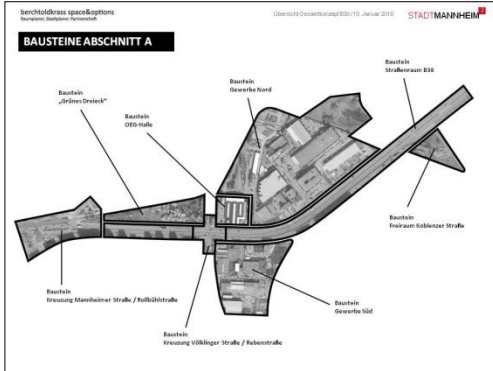 berchtoldkrass space&options
Raumplaner, Stadtplaner. Partnerschaft
Übersicht Gesamtkonzept B38 | 10. Januar 2019
STADTMANNHEIM²
BAUSTEINE ABSCHNITT A
Baustein
Straßenraum B38
Baustein
Gewerbe Nord
Baustein
„Grünes Dreieck“
Baustein
OEG-Halle
Baustein
Freiraum Koblenzer Straße
Baustein
Kreuzung Mannheimer Straße / Rollbühlstraße
Baustein
Gewerbe Süd
Baustein
Kreuzung Völklinger Straße / Rebenstraße